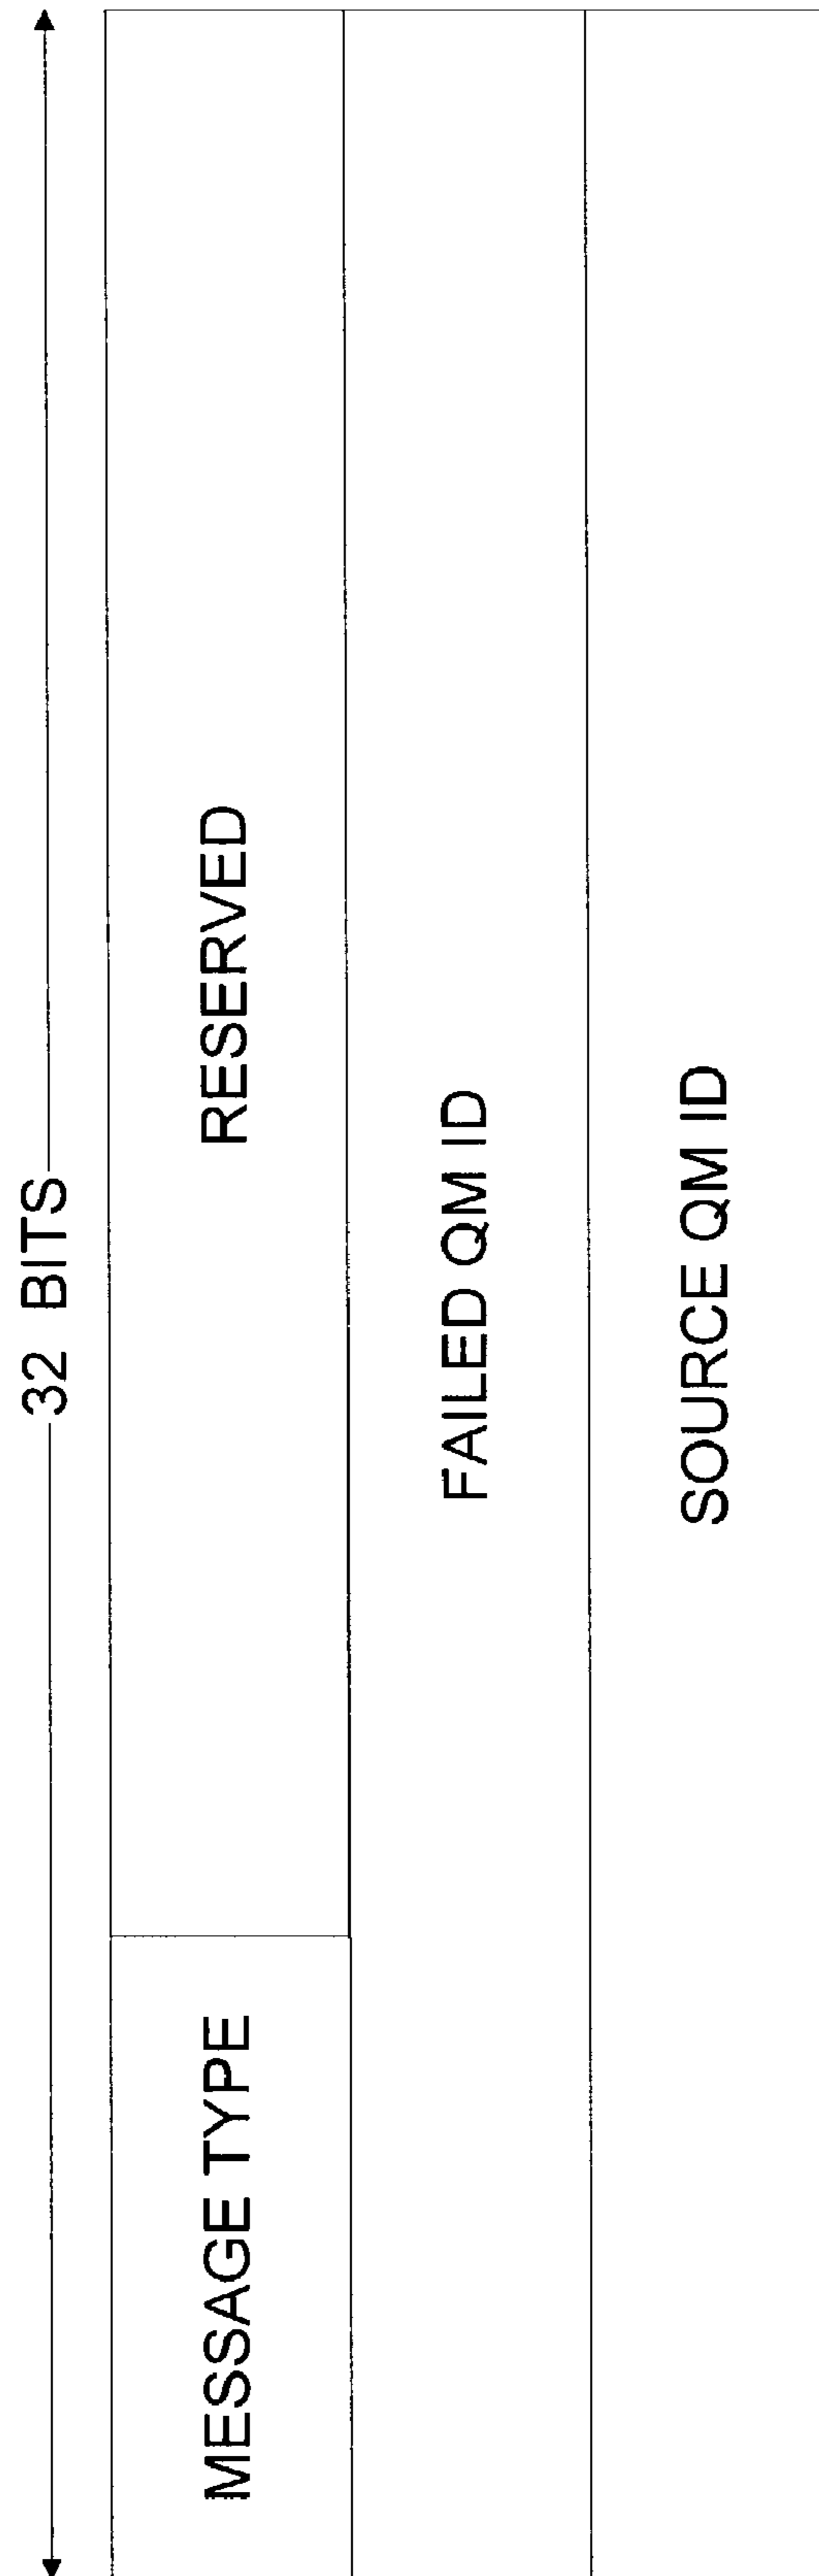 32 BITS
MESSAGE TYPE
RESERVED
FAILED QM ID
SOURCE QM ID